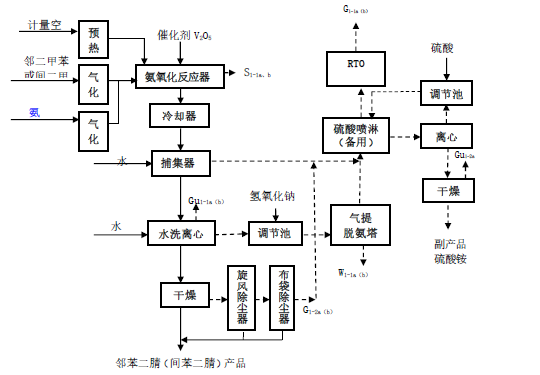 G₁₋₁ₐ₍b₎
计量空
预热
催化剂 V₂O₅
RTO
硫酸
邻二甲苯
或间二甲
气化
氨氧化反应器
S₁₋₁ₐ, b
调节池
氨
气化
冷却器
硫酸喷淋
（备用）
离心
水
捕集器
Gu₁₋₂ₐ
干燥
Gu₁₋₁ₐ₍b₎
氢氧化钠
水
水洗离心
调节池
气提
脱氨塔
副产品
硫酸铵
W₁₋₁ₐ₍b₎
干燥
旋风除尘器
布袋除尘器
G₁₋₂ₐ₍b₎
邻苯二腈（间苯二腈）产品